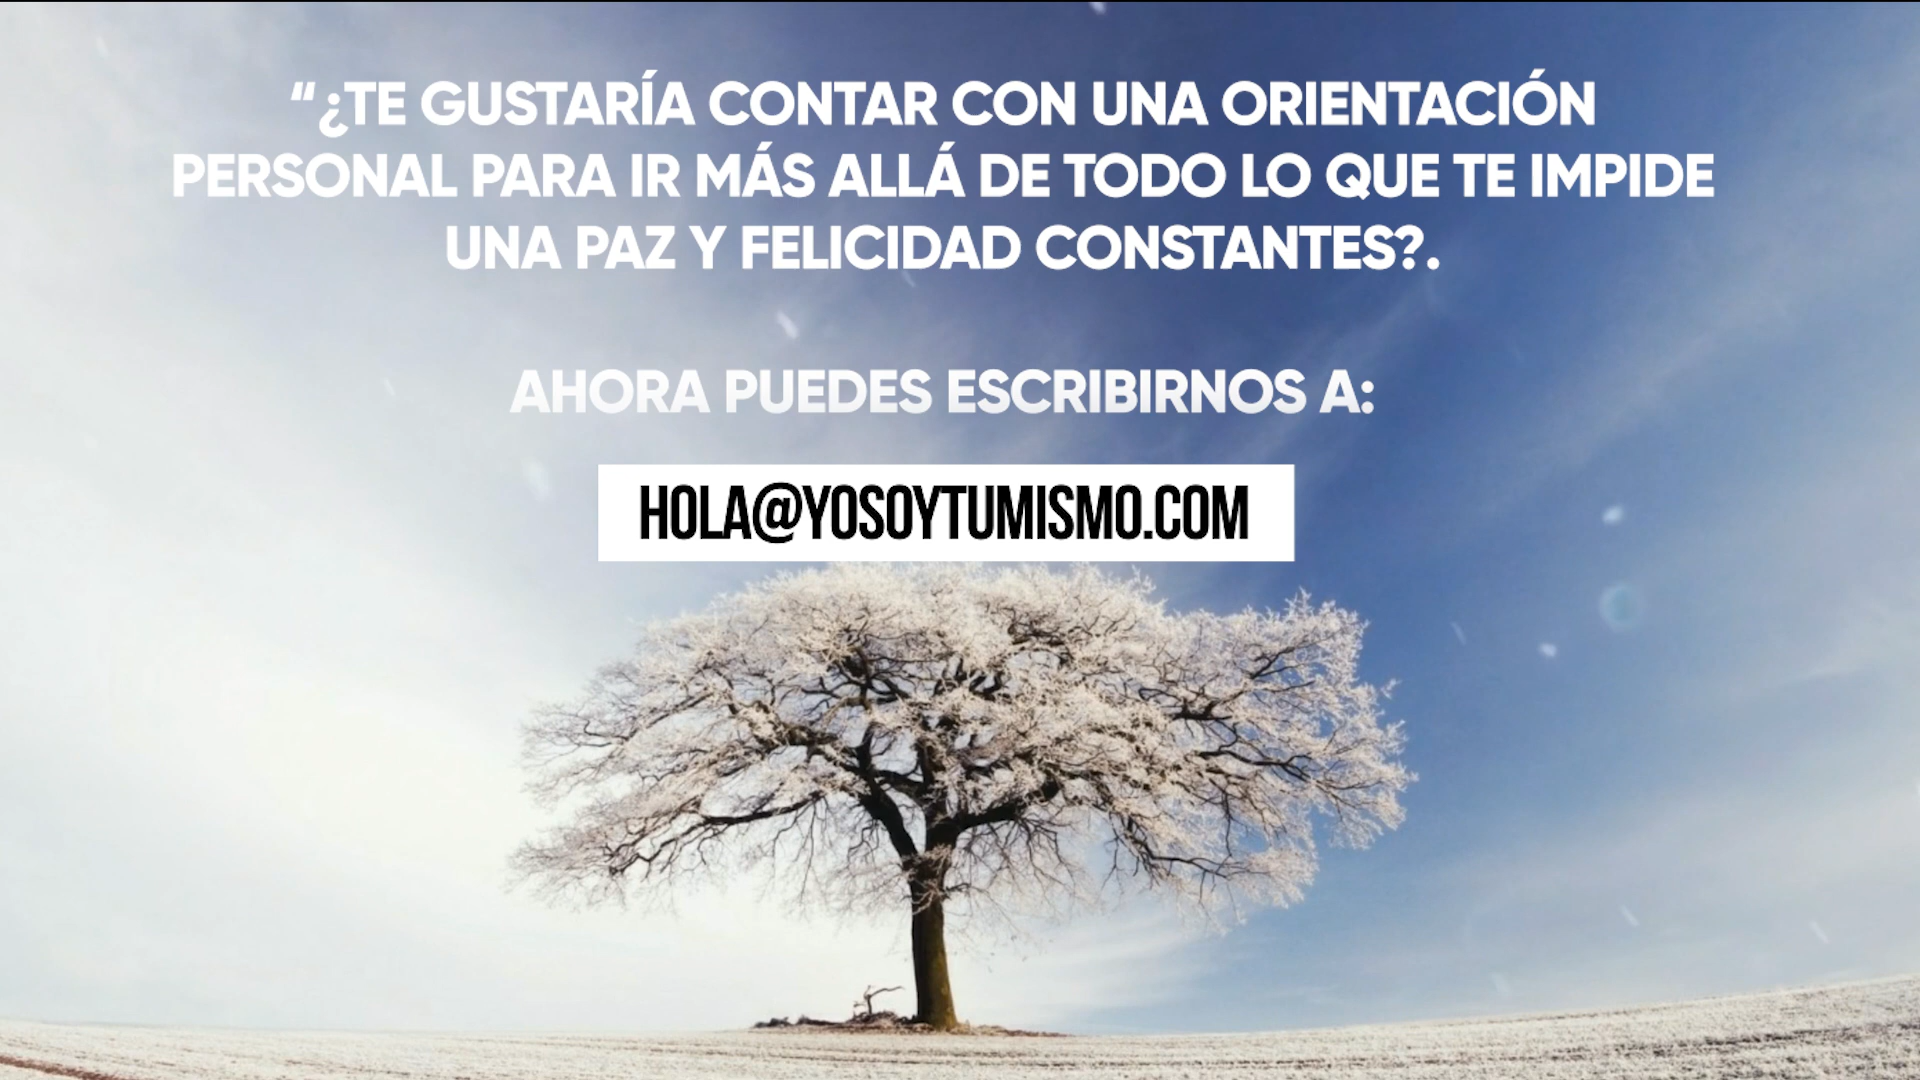 “¿TE GUSTARÍA CONTAR CON UNA ORIENTACIÓN
PERSONAL PARA IR MÁS ALLÁ DE TODO LO QUE TE IMPIDE
UNA PAZ Y FELICIDAD CONSTANTES?.
AHORA PUEDES ESCRIBIRNOS A:
HOLA@YOSOYTUMISMO.COM